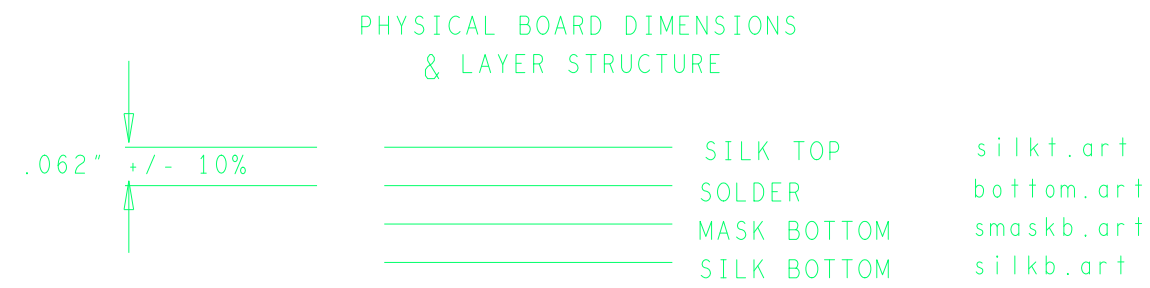 PHYSICAL BOARD DIMENSIONS
& LAYER STRUCTURE
.062" +/- 10%
SILK TOP silkt.art
SOLDER bottom.art
MASK BOTTOM smaskb.art
SILK BOTTOM silkb.art